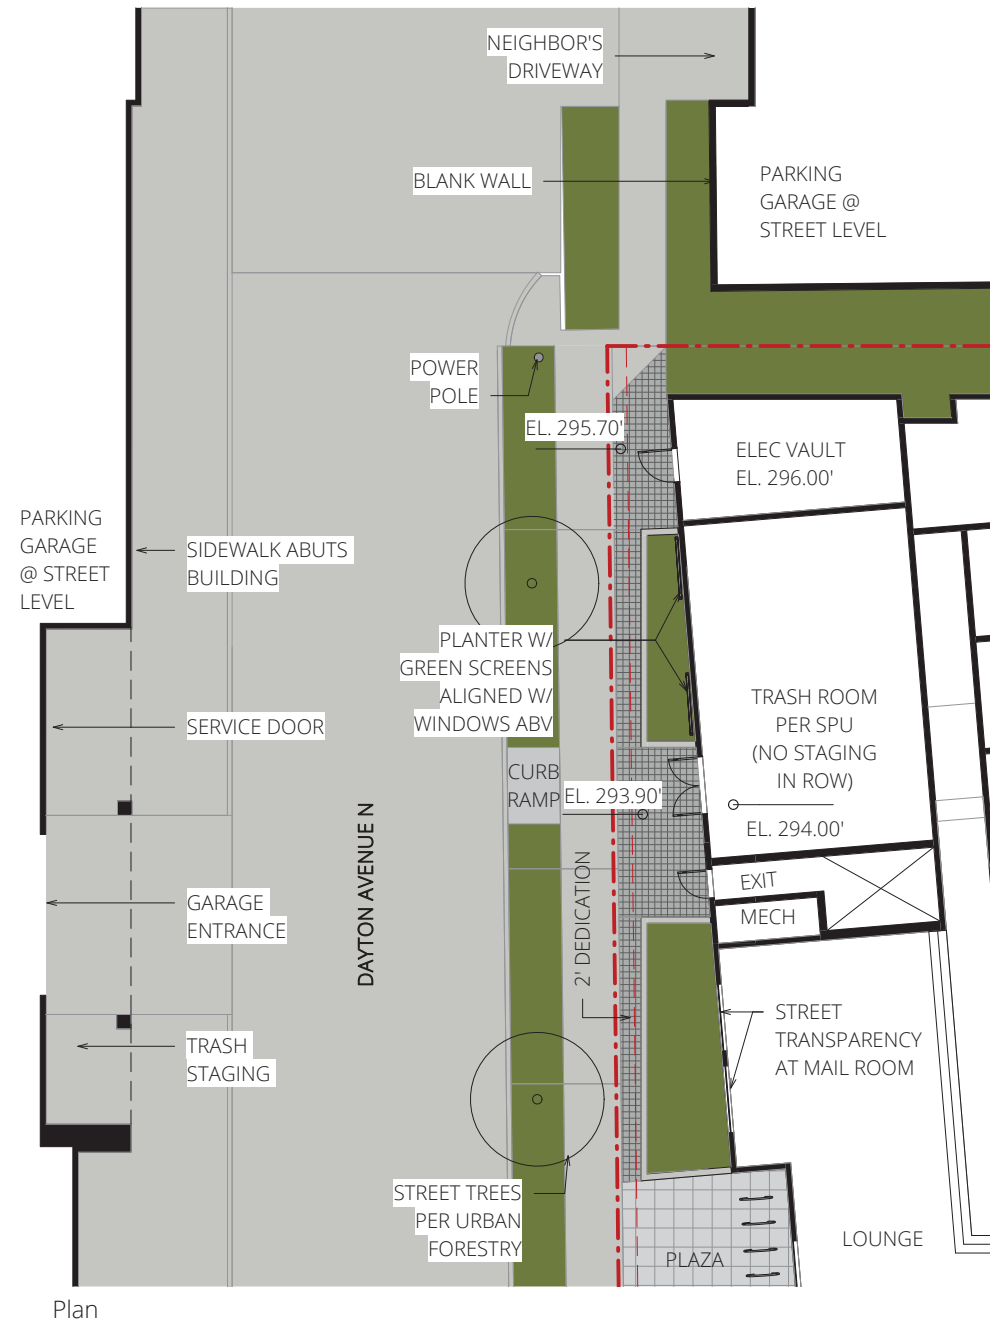 NEIGHBOR'S
DRIVEWAY
BLANK WALL
PARKING
GARAGE @
STREET LEVEL
POWER
POLE
EL. 295.70'
ELEC VAULT
EL. 296.00'
PARKING
GARAGE
@ STREET
LEVEL
SIDEWALK ABUTS
BUILDING
PLANTER W/
GREEN SCREENS
ALIGNED W/
WINDOWS ABV
SERVICE DOOR
TRASH ROOM
PER SPU
(NO STAGING
IN ROW)
CURB
RAMP
EL. 293.90'
EL. 294.00'
DAYTON AVENUE N
2' DEDICATION
EXIT
MECH
GARAGE
ENTRANCE
STREET
TRANSPARENCY
AT MAIL ROOM
TRASH
STAGING
STREET TREES
PER URBAN
FORESTRY
LOUNGE
PLAZA
Plan